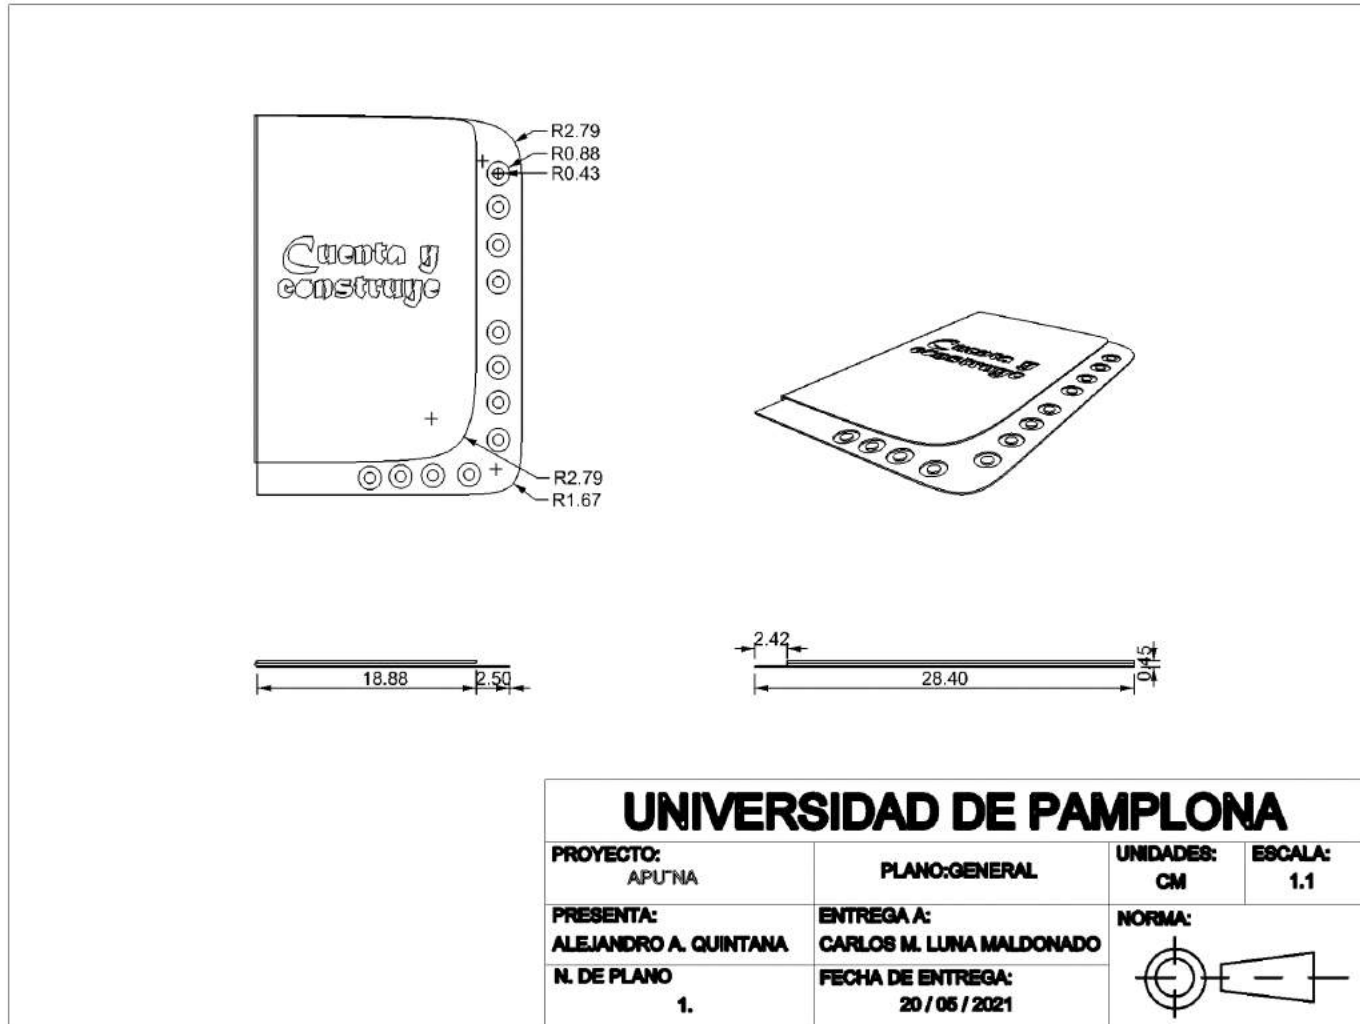 R2.79
R0.88
R0.43
Cuenta y
construye
R2.79
R1.67
Cuenta y
construye
18.88
2.50
2.42
28.40
0.45
UNIVERSIDAD DE PAMPLONA
PROYECTO:
PLANO:GENERAL
UNIDADES:
CM
ESCALA:
1.1
PRESENTA:
ALEJANDRO A. QUINTANA
ENTREGA A:
CARLOS M. LUNA MALDONADO
NORMA:
N. DE PLANO
1.
FECHA DE ENTREGA:
20 / 05 / 2021